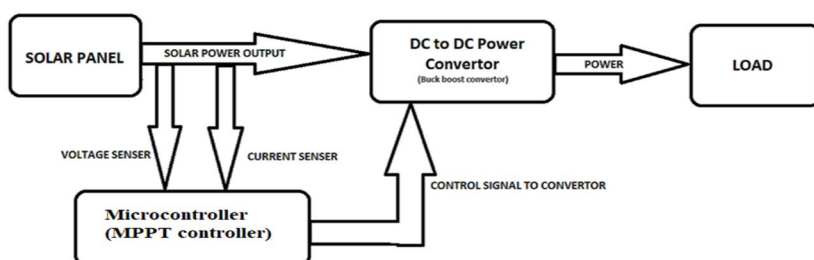 SOLAR PANEL
SOLAR POWER OUTPUT
DC to DC Power
Convertor
(Buck boost convertor)
POWER
LOAD
VOLTAGE SENSER
CURRENT SENSER
CONTROL SIGNAL TO CONVERTOR
Microcontroller
(MPPT controller)